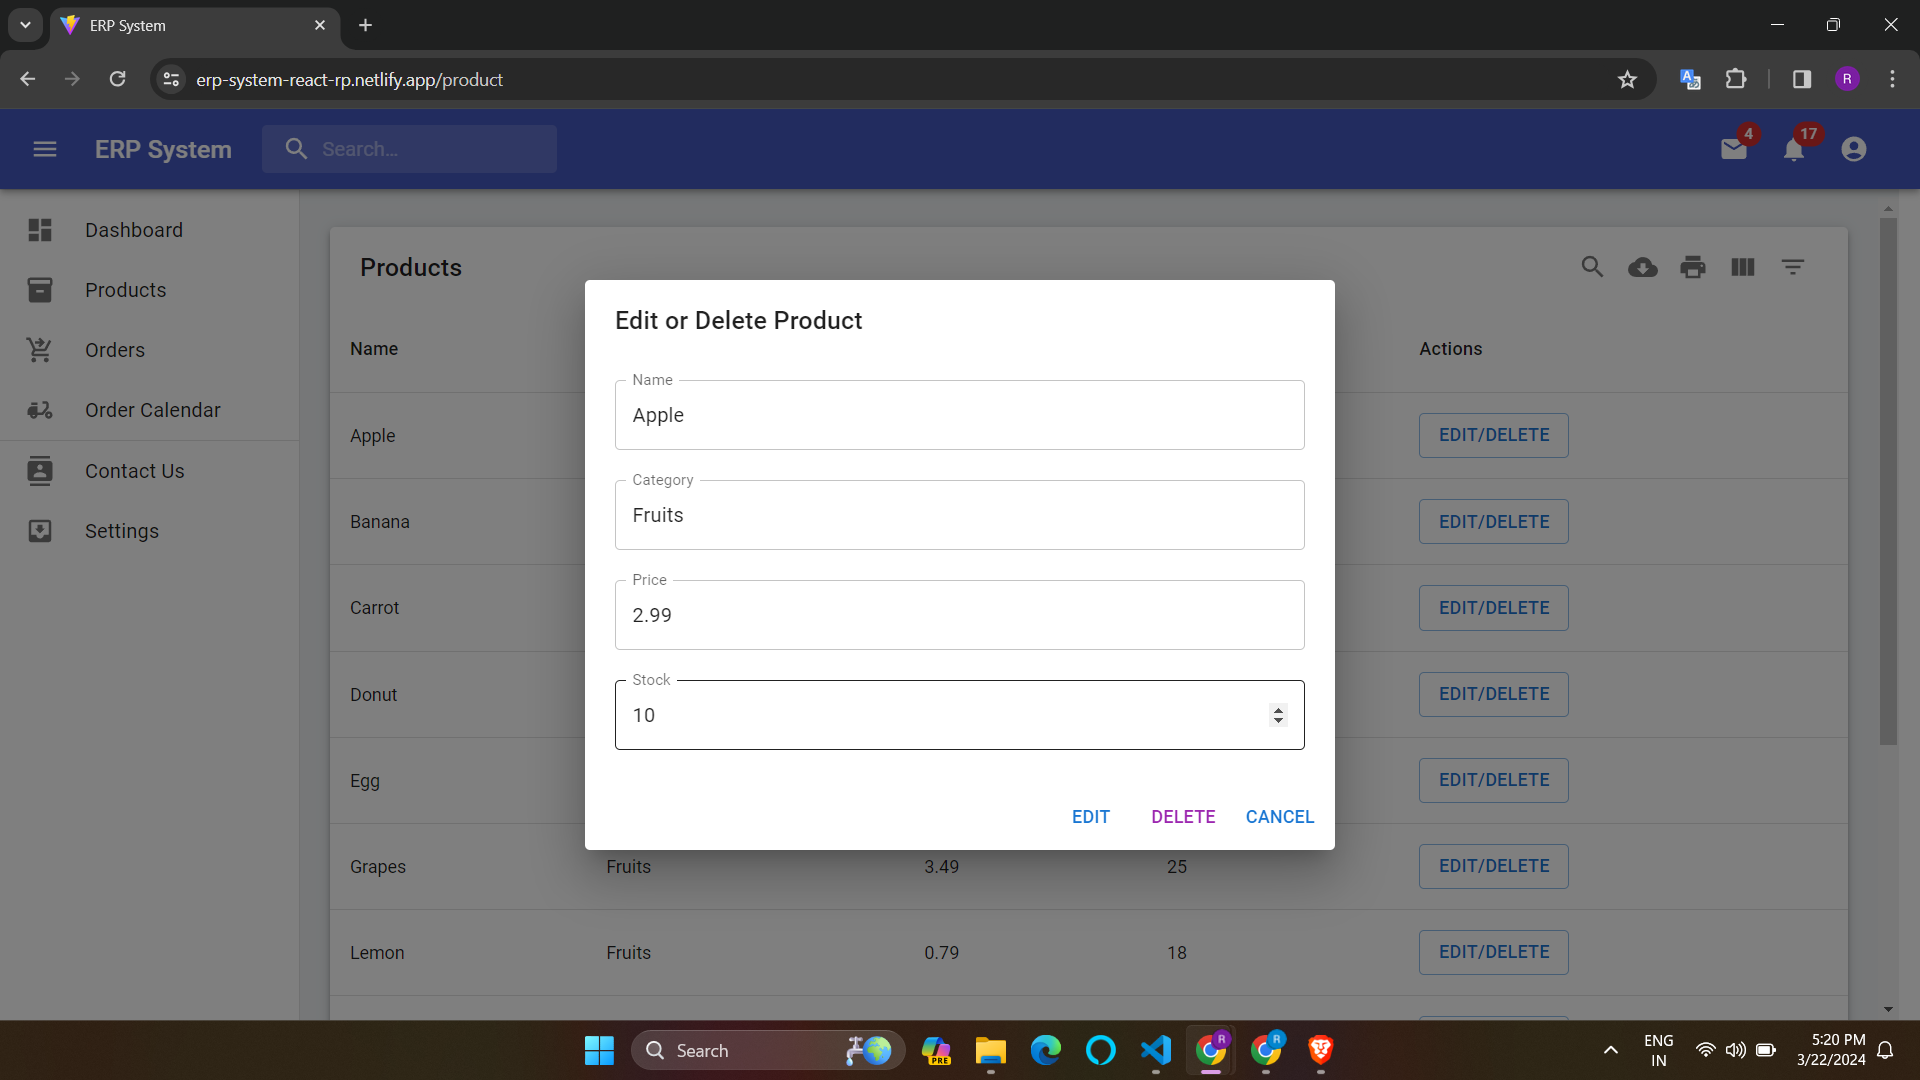 ERP System
erp-system-react-rp.netlify.app/product
R
ERP System
Search...
4
17
Dashboard
Products
Orders
Order Calendar
Contact Us
Settings
Products
Name
Actions
Apple
EDIT/DELETE
Banana
EDIT/DELETE
Carrot
EDIT/DELETE
Donut
EDIT/DELETE
Egg
EDIT/DELETE
Grapes Fruits 3.49 25 EDIT/DELETE
Lemon Fruits 0.79 18 EDIT/DELETE
Edit or Delete Product
Name
Apple
Category
Fruits
Price
2.99
Stock
10
EDIT DELETE CANCEL
Search
PRE
R
R
ENG
IN
5:20 PM
3/22/2024